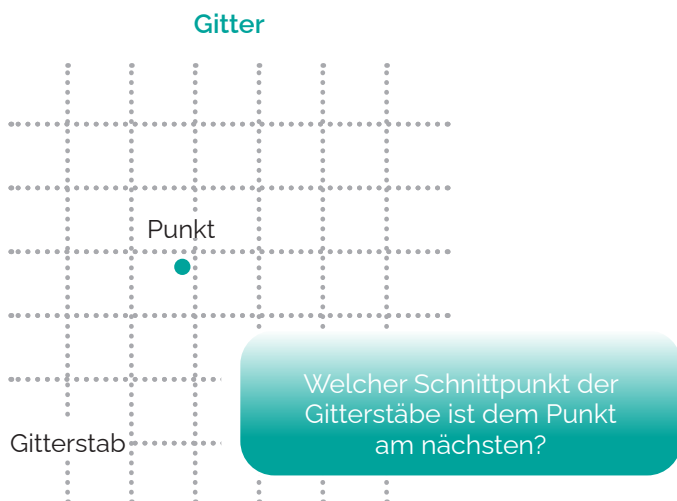 Gitter
Punkt
Welcher Schnittpunkt der
Gitterstäbe ist dem Punkt
am nächsten?
Gitterstab